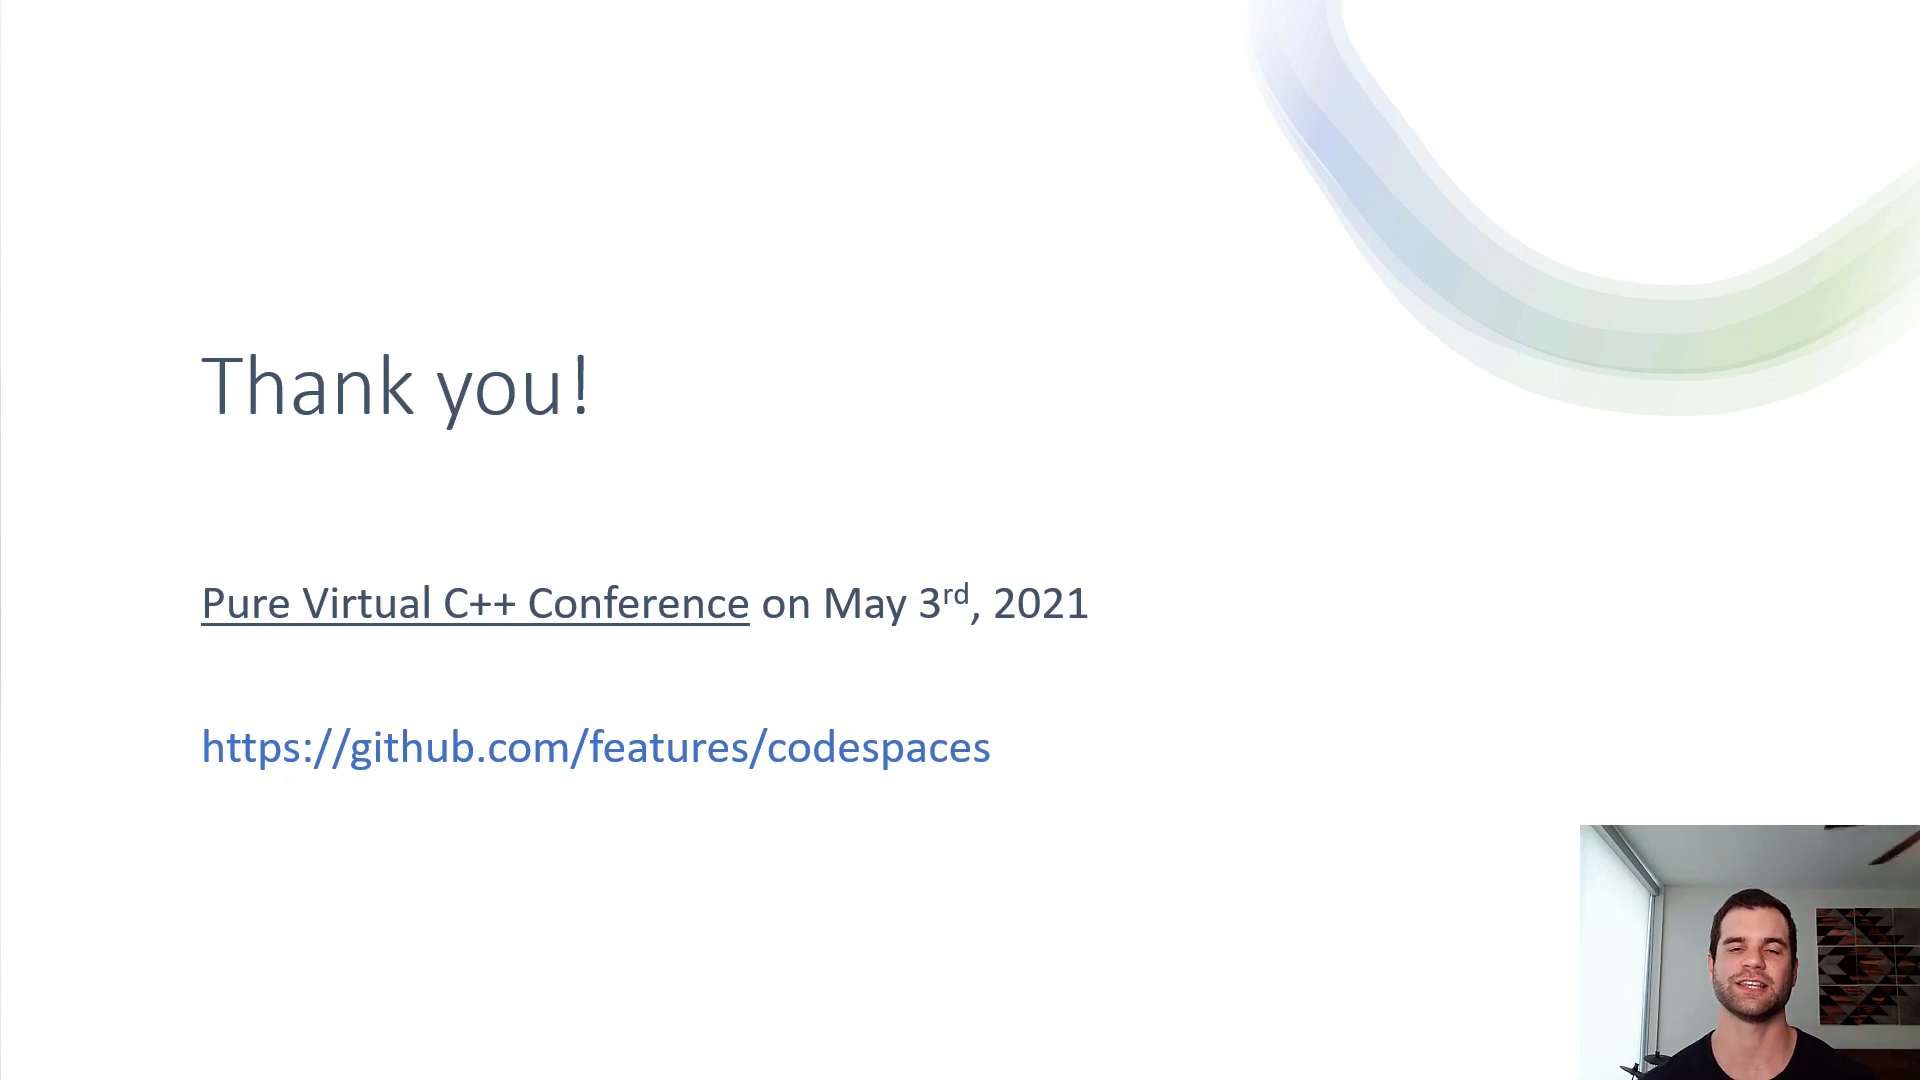 Thank you!
Pure Virtual C++ Conference on May 3rd, 2021
https://github.com/features/codespaces